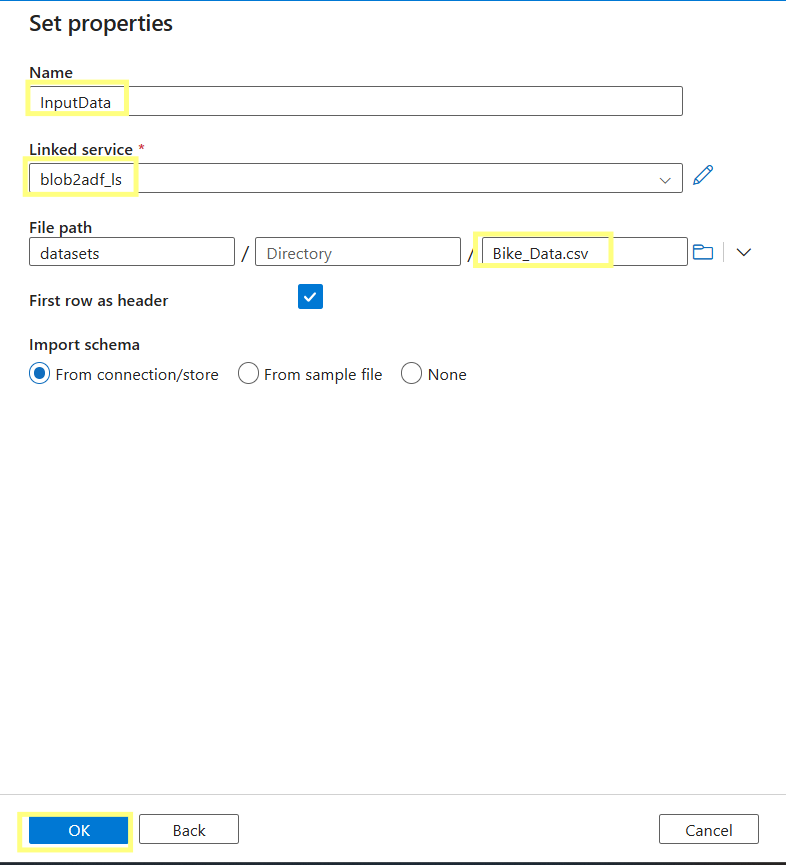 Set properties
Name
InputData
Linked service *
blob2adf_ls
File path
datasets / Directory / Bike_Data.csv
First row as header
Import schema
From connection/store From sample file None
OK Back Cancel